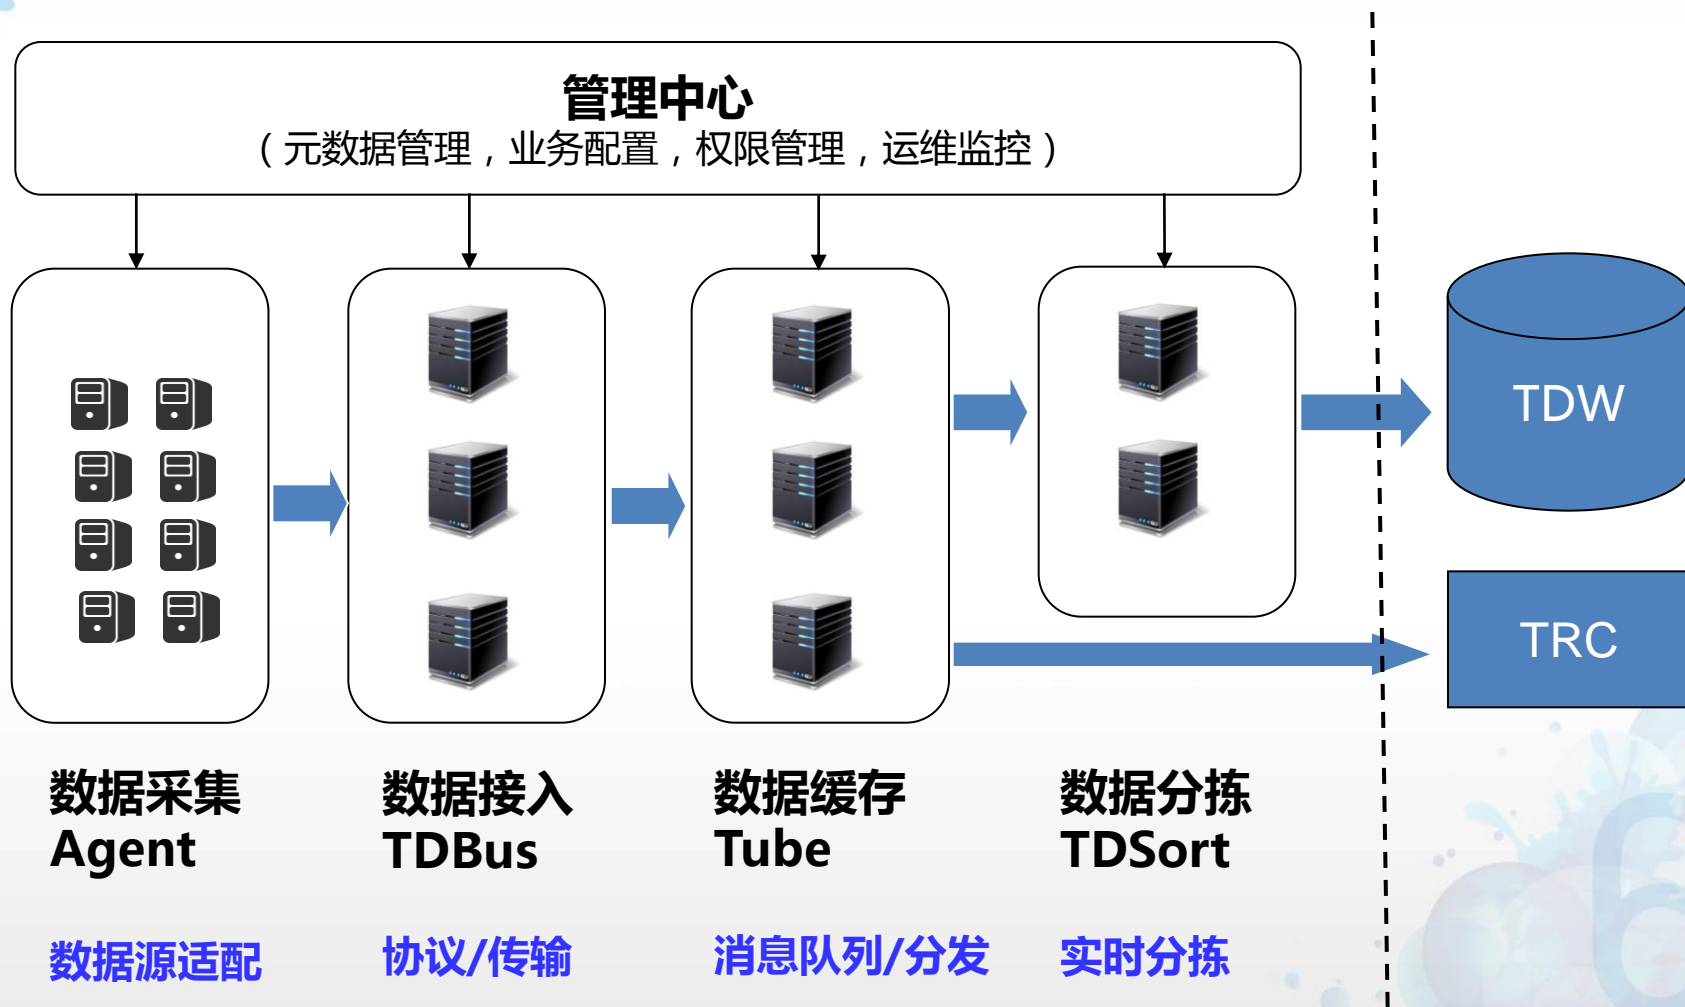 管理中心
（元数据管理，业务配置，权限管理，运维监控）
TDW
TRC
数据采集
Agent
数据接入
TDBus
数据缓存
Tube
数据分拣
TDSort
数据源适配
协议/传输
消息队列/分发
实时分拣